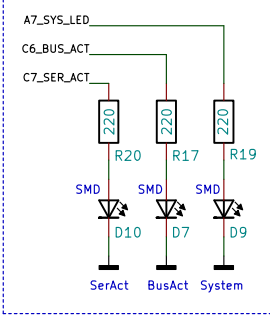 A7_SYS_LED
C6_BUS_ACT
C7_SER_ACT
220 220 220
R20 R17 R19
SMD SMD SMD
D10 D7 D9
SerAct BusAct System